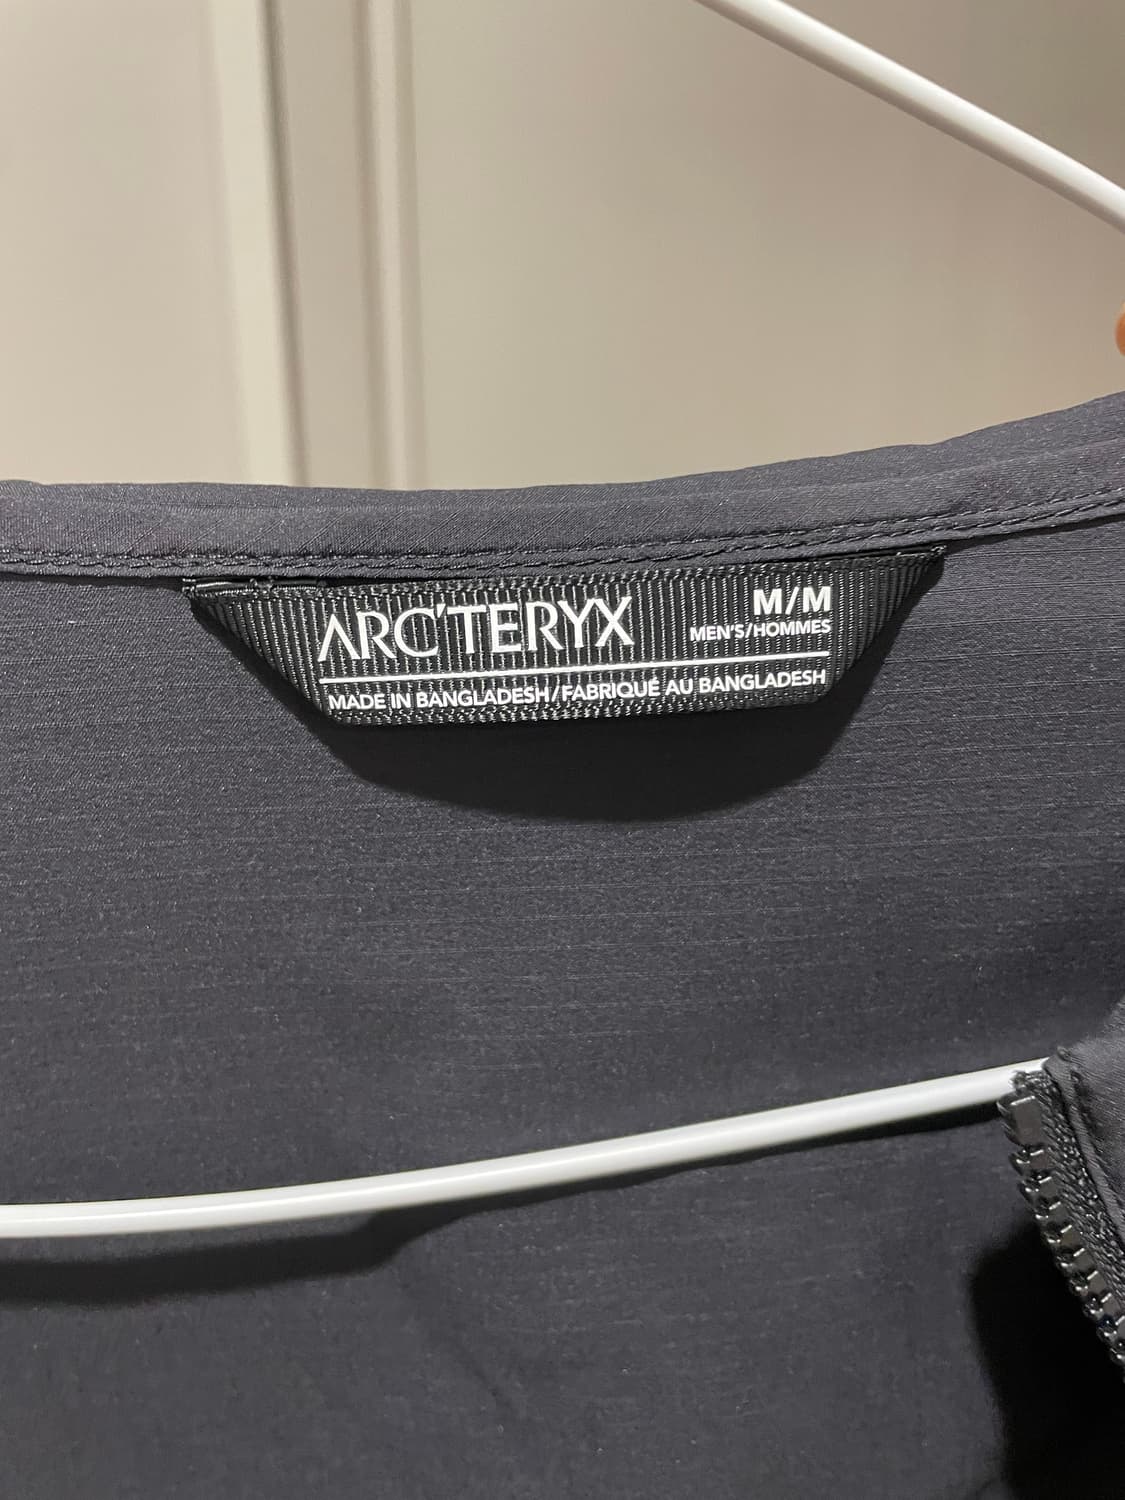 ARC'TERYX
M/M
MEN'S/HOMMES
MADE IN BANGLADESH/FABRIQUÉ AU BANGLADESH